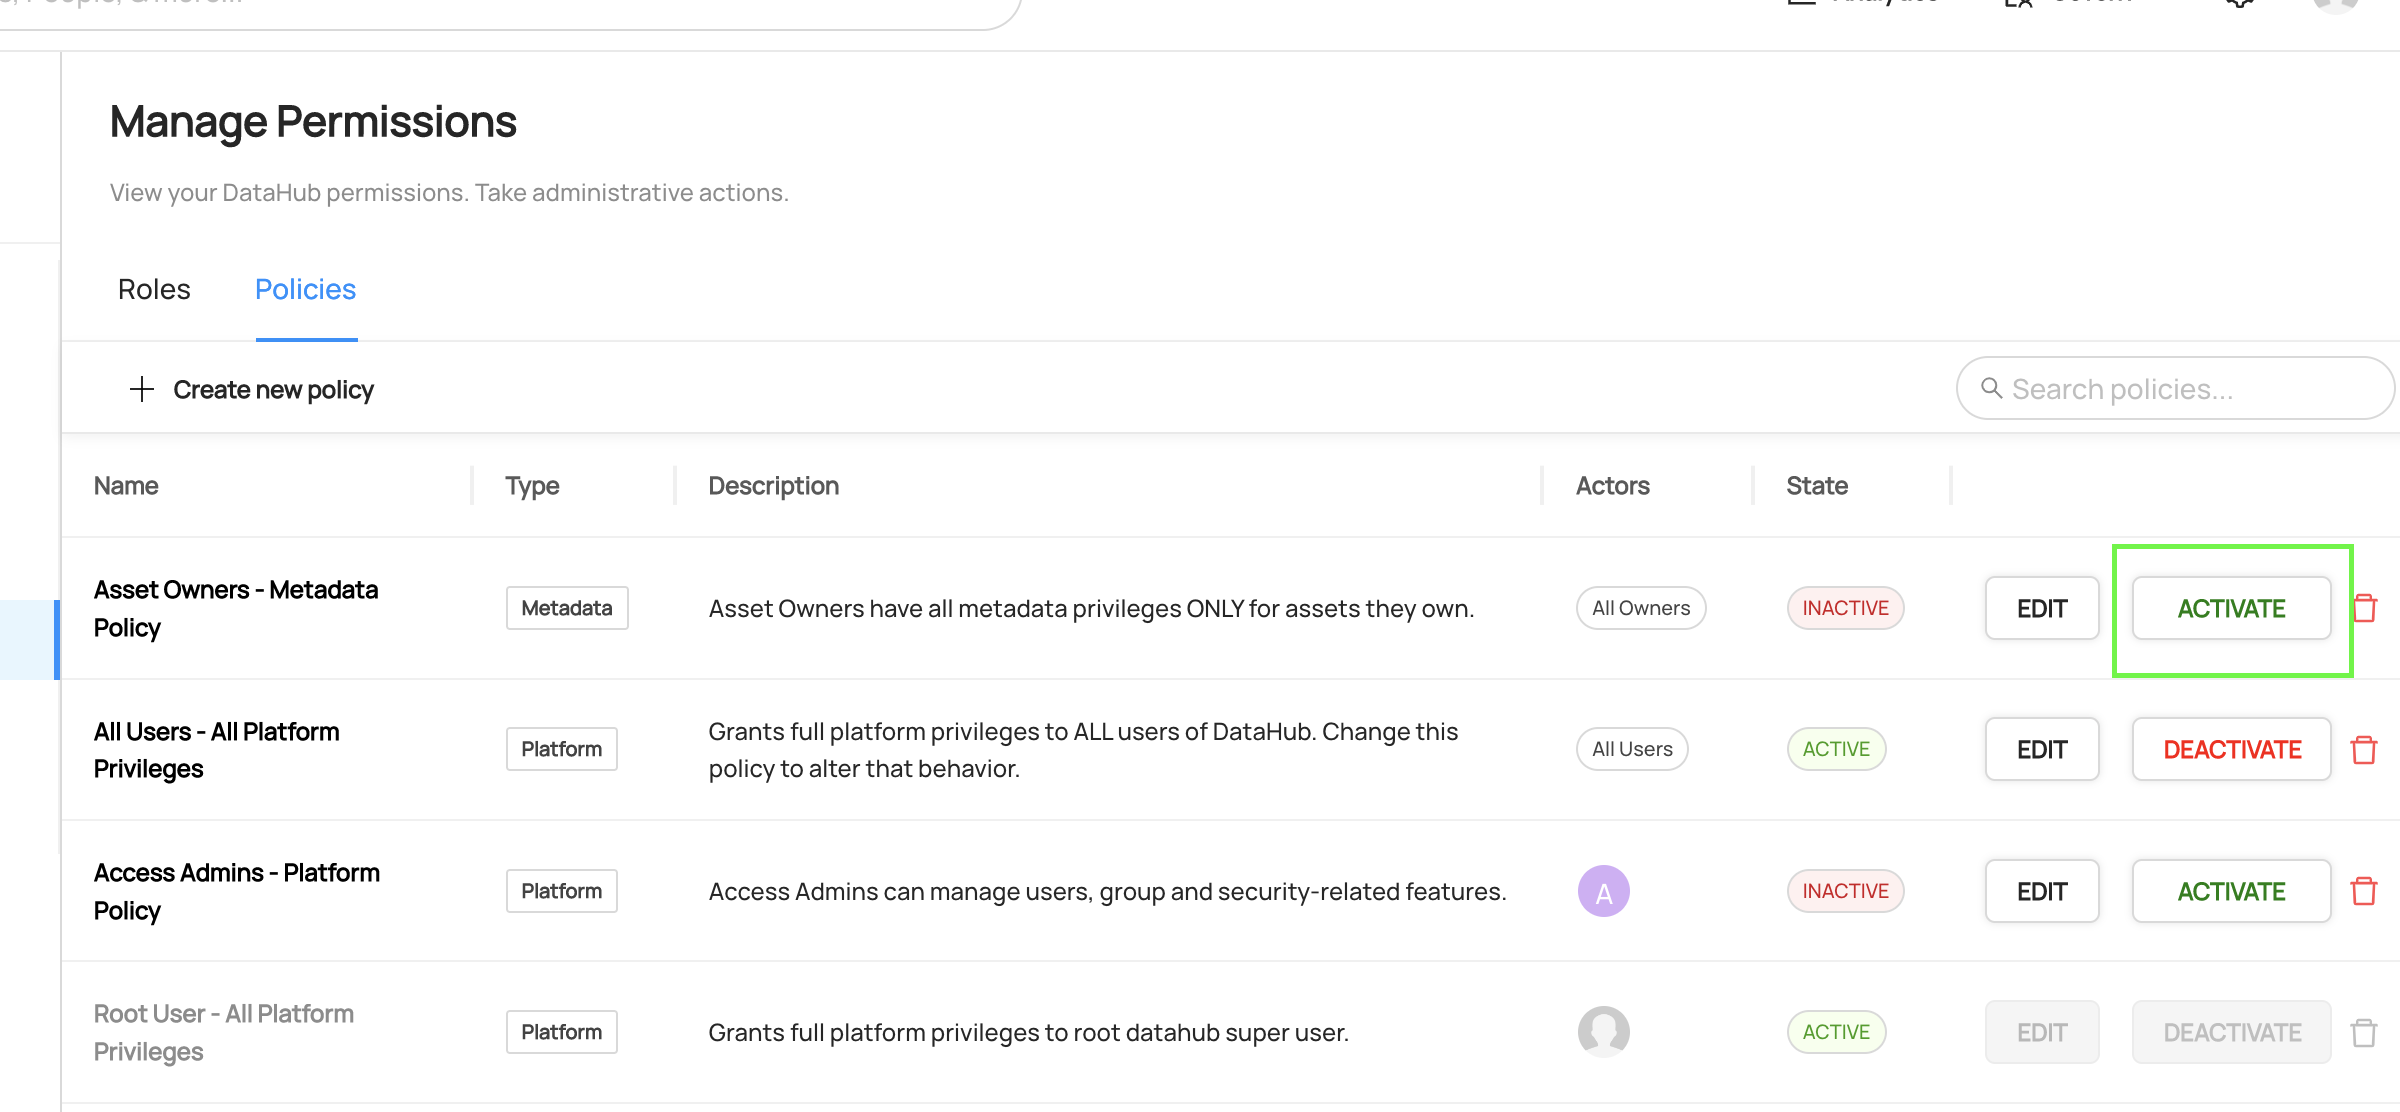 Manage Permissions
View your DataHub permissions. Take administrative actions.
Roles Policies
Create new policy
Search policies...
Name Type Description Actors State
Asset Owners - Metadata
Policy
Metadata
Asset Owners have all metadata privileges ONLY for assets they own.
All Owners
INACTIVE
EDIT
ACTIVATE
All Users - All Platform
Privileges
Platform
Grants full platform privileges to ALL users of DataHub. Change this
policy to alter that behavior.
All Users
ACTIVE
EDIT
DEACTIVATE
Access Admins - Platform
Policy
Platform
Access Admins can manage users, group and security-related features.
A
INACTIVE
EDIT
ACTIVATE
Root User - All Platform
Privileges
Platform
Grants full platform privileges to root datahub super user.
ACTIVE
EDIT
DEACTIVATE